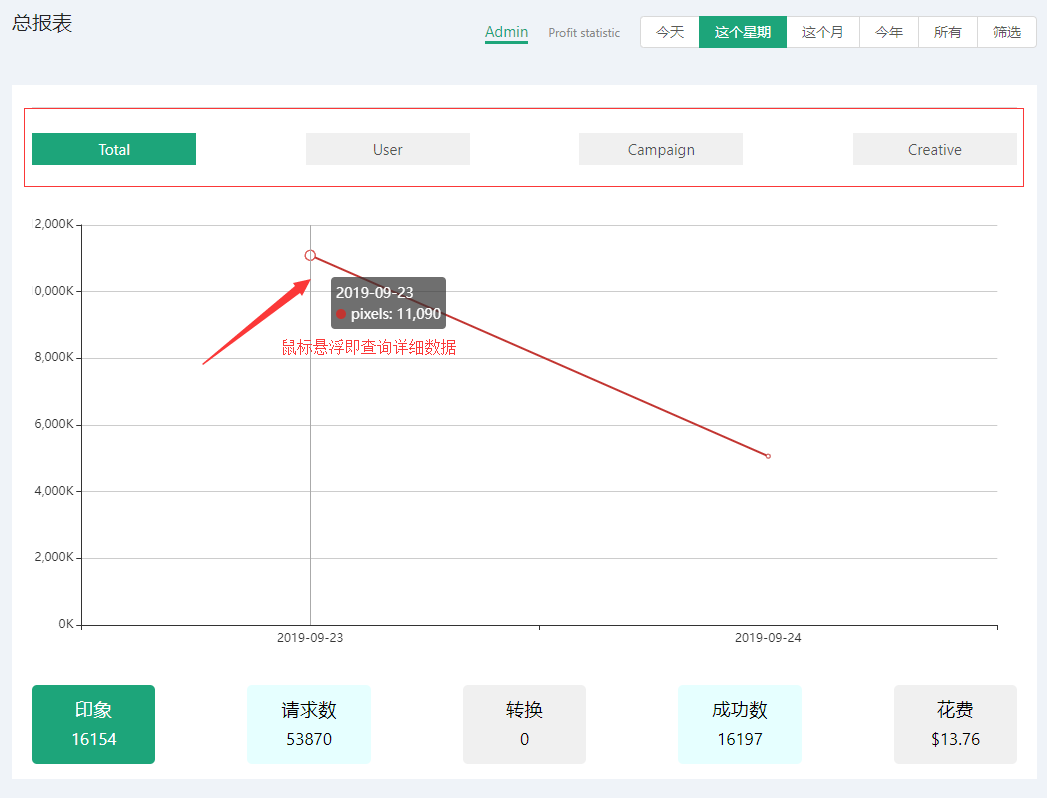 总报表
Admin
Profit statistic
今天
这个星期
这个月
今年
所有
筛选
Total
User
Campaign
Creative
2,000K
0,000K
8,000K
6,000K
4,000K
2,000K
0K
2019-09-23
pixels: 11,090
鼠标悬浮即查询详细数据
2019-09-23
2019-09-24
印象
16154
请求数
53870
转换
0
成功数
16197
花费
$13.76